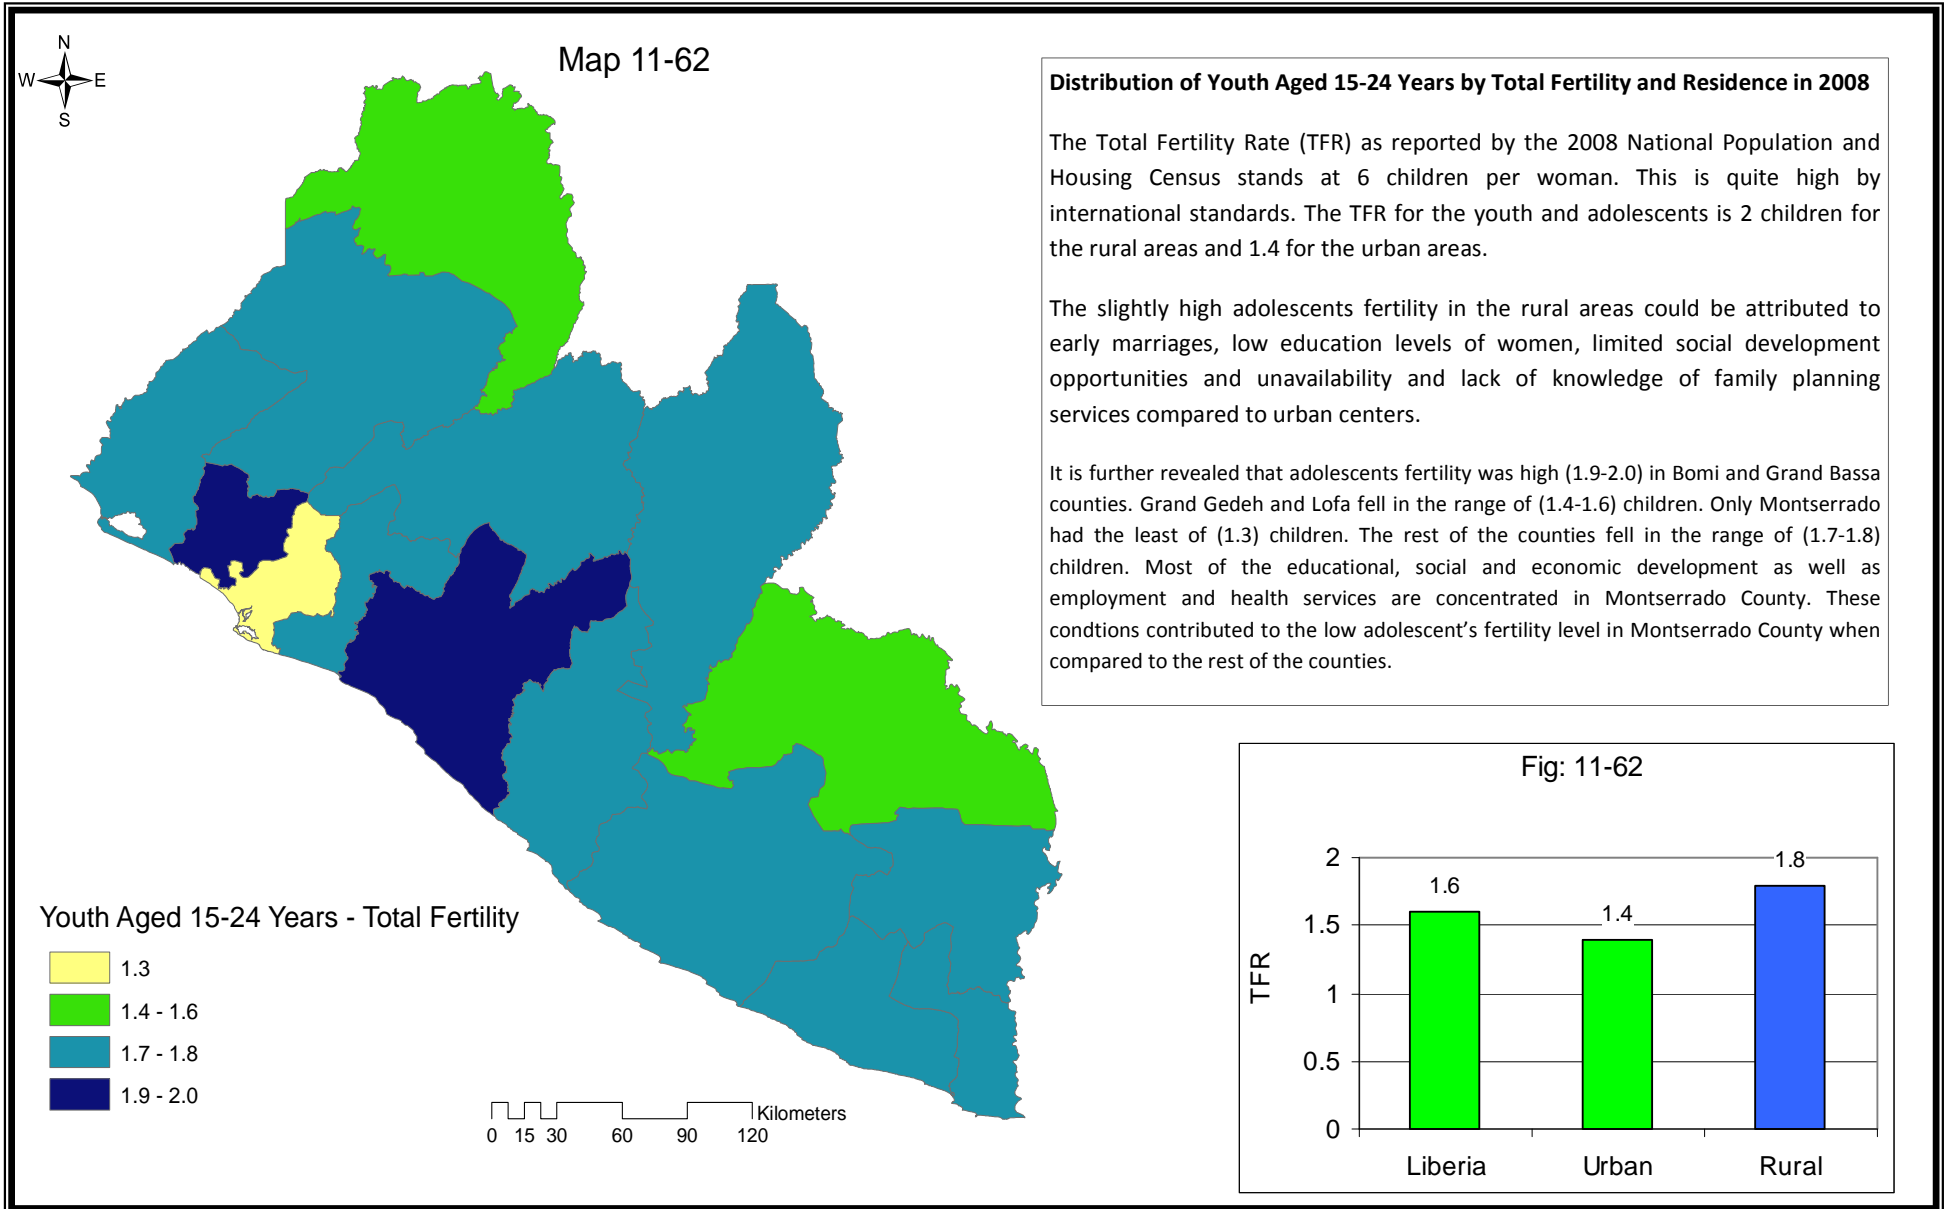 N
W E
S
Map 11-62
Distribution of Youth Aged 15-24 Years by Total Fertility and Residence in 2008
The Total Fertility Rate (TFR) as reported by the 2008 National Population and
Housing Census stands at 6 children per woman. This is quite high by
international standards. The TFR for the youth and adolescents is 2 children for
the rural areas and 1.4 for the urban areas.
The slightly high adolescents fertility in the rural areas could be attributed to
early marriages, low education levels of women, limited social development
opportunities and unavailability and lack of knowledge of family planning
services compared to urban centers.
It is further revealed that adolescents fertility was high (1.9-2.0) in Bomi and Grand Bassa
counties. Grand Gedeh and Lofa fell in the range of (1.4-1.6) children. Only Montserrado
had the least of (1.3) children. The rest of the counties fell in the range of (1.7-1.8)
children. Most of the educational, social and economic development as well as
employment and health services are concentrated in Montserrado County. These
condtions contributed to the low adolescent's fertility level in Montserrado County when
compared to the rest of the counties.
Youth Aged 15-24 Years - Total Fertility
1.3
1.4 - 1.6
1.7 - 1.8
1.9 - 2.0
Kilometers
0 15 30 60 90 120
Fig: 11-62
TFR
2
1.5
1
0.5
0
1.6
1.4
1.8
Liberia Urban Rural